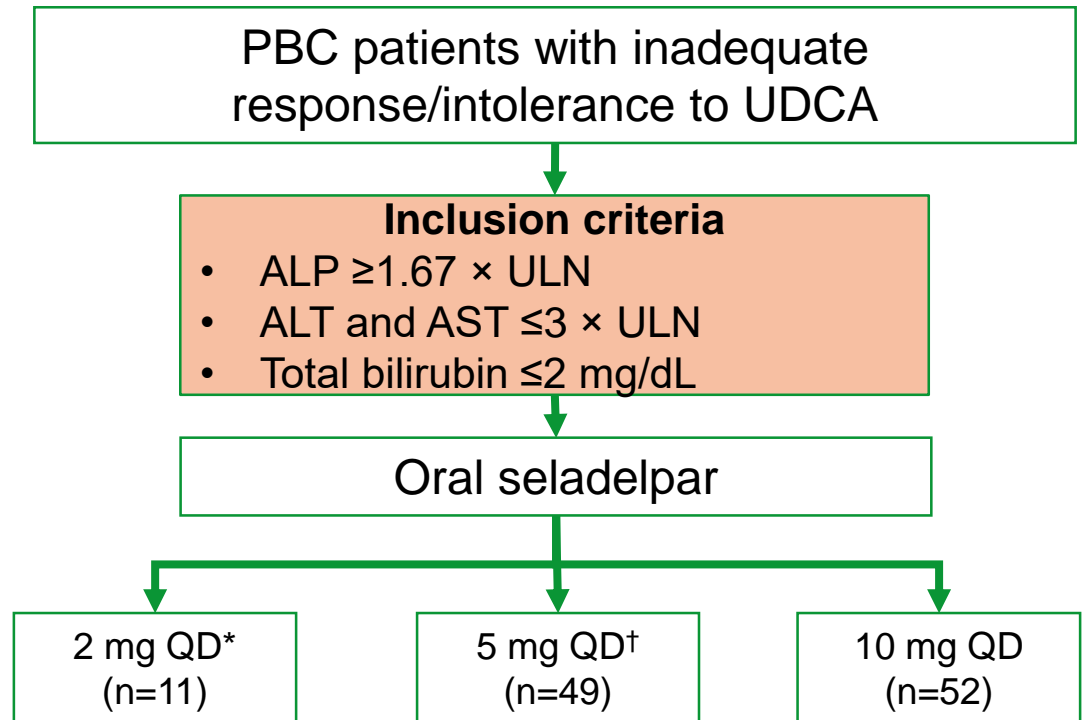 PBC patients with inadequate
response/intolerance to UDCA
Inclusion criteria
• ALP ≥1.67 × ULN
• ALT and AST ≤3 × ULN
• Total bilirubin ≤2 mg/dL
Oral seladelpar
2 mg QD*
(n=11)
5 mg QD†
(n=49)
10 mg QD
(n=52)